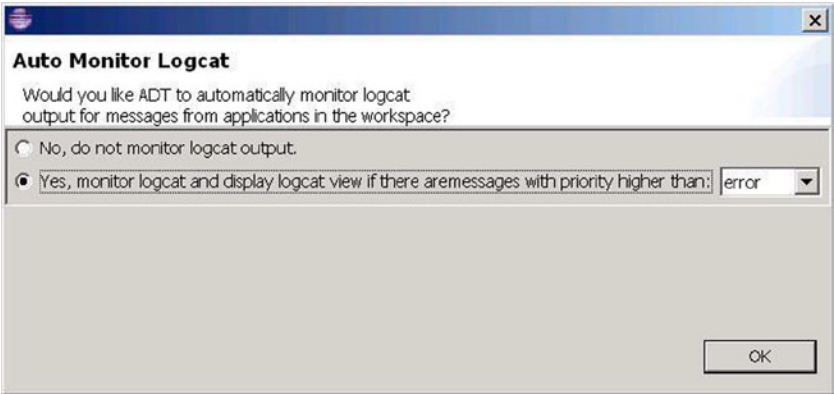 Auto Monitor Logcat
Would you like ADT to automatically monitor logcat
output for messages from applications in the workspace?
No, do not monitor logcat output.
Yes, monitor logcat and display logcat view if there aremessages with priority higher than: error
OK